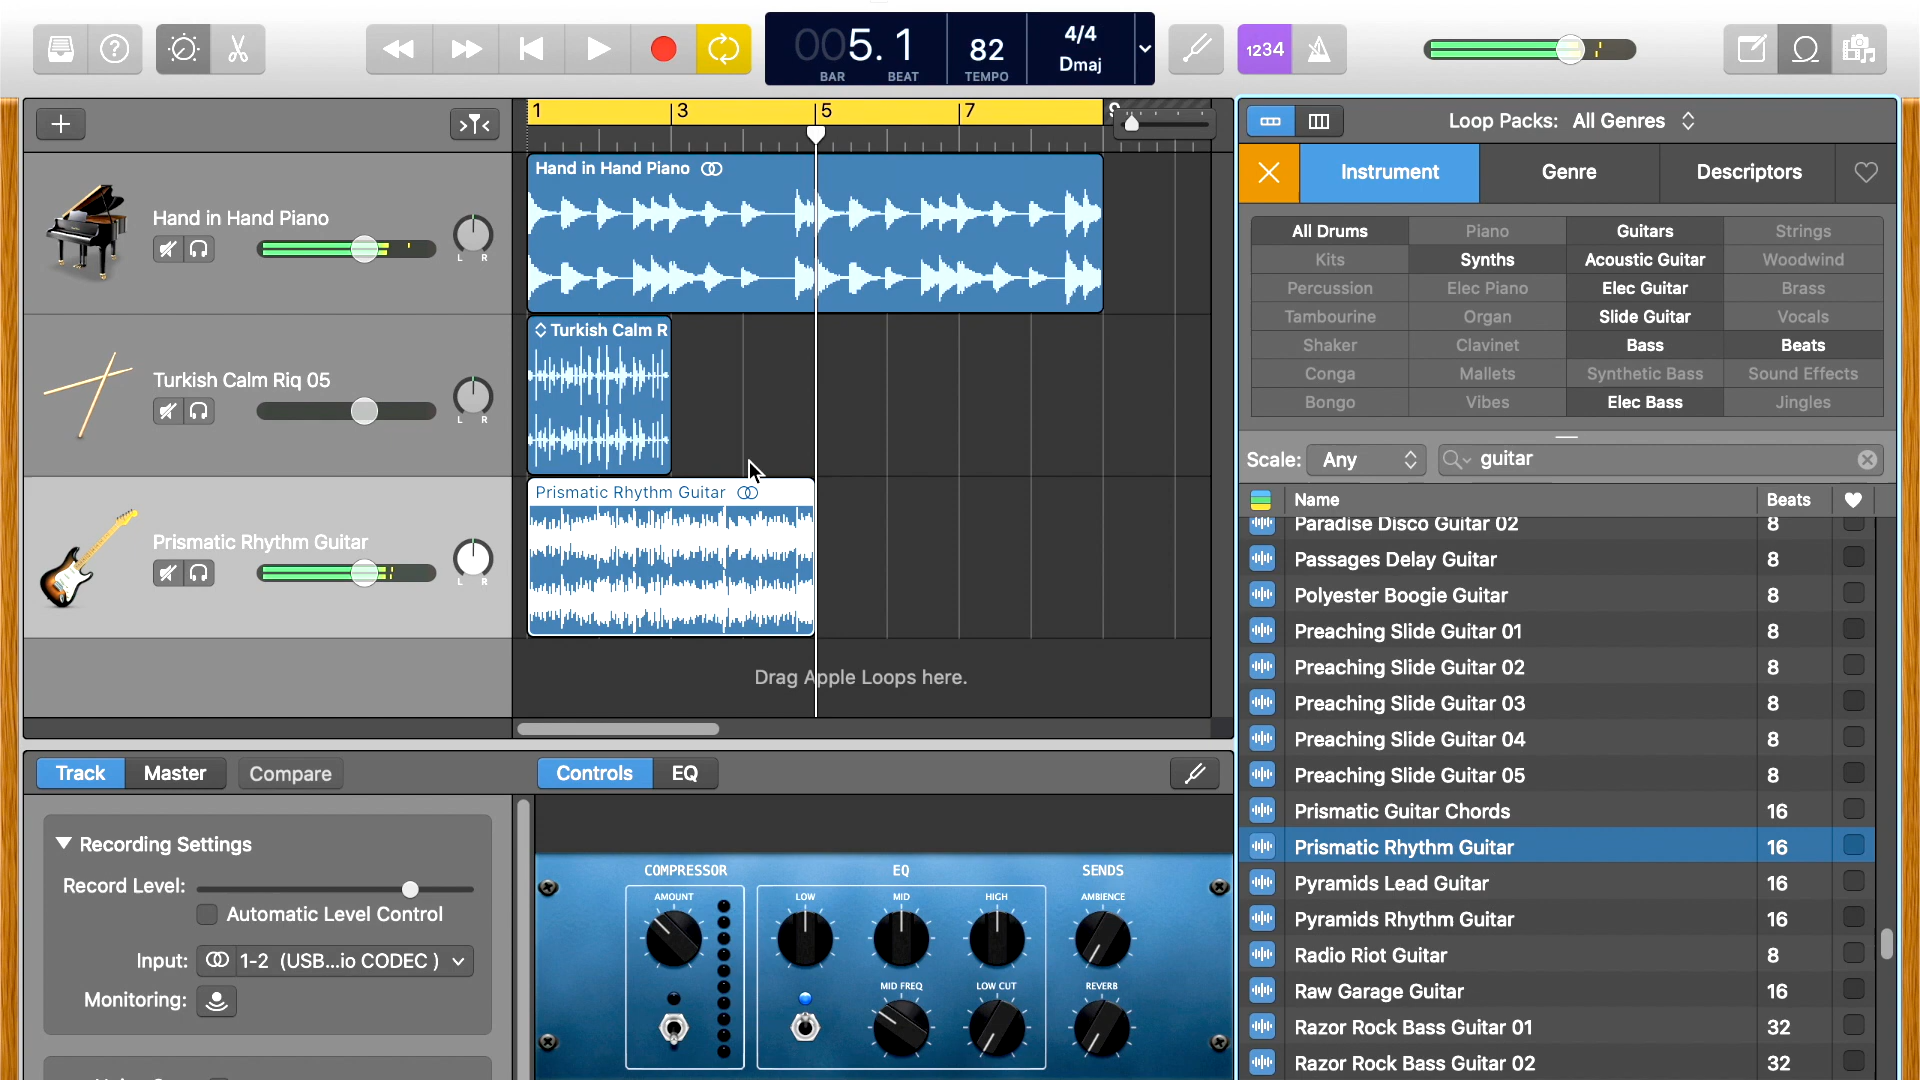 005. 1
BAR BEAT
82
TEMPO
4/4
Dmaj
1234
1 3 5 7 9
Hand in Hand Piano
L R
Hand in Hand Piano
Turkish Calm Riq 05
L R
Turkish Calm R
Prismatic Rhythm Guitar
L R
Prismatic Rhythm Guitar
Drag Apple Loops here.
Track Master Compare
Controls EQ
Recording Settings
Record Level:
Automatic Level Control
Input: 1-2 (USB...io CODEC )
Monitoring:
COMPRESSOR EQ SENDS
AMOUNT LOW MID HIGH AMBIENCE
MID FREQ LOW CUT REVERB
Loop Packs: All Genres
Instrument Genre Descriptors
All Drums Piano Guitars Strings
Kits Synths Acoustic Guitar Woodwind
Percussion Elec Piano Elec Guitar Brass
Tambourine Organ Slide Guitar Vocals
Shaker Clavinet Bass Beats
Conga Mallets Synthetic Bass Sound Effects
Bongo Vibes Elec Bass Jingles
Scale: Any guitar
Name Beats
Paradise Disco Guitar 02 8
Passages Delay Guitar 8
Polyester Boogie Guitar 8
Preaching Slide Guitar 01 8
Preaching Slide Guitar 02 8
Preaching Slide Guitar 03 8
Preaching Slide Guitar 04 8
Preaching Slide Guitar 05 8
Prismatic Guitar Chords 16
Prismatic Rhythm Guitar 16
Pyramids Lead Guitar 16
Pyramids Rhythm Guitar 16
Radio Riot Guitar 8
Raw Garage Guitar 16
Razor Rock Bass Guitar 01 32
Razor Rock Bass Guitar 02 32